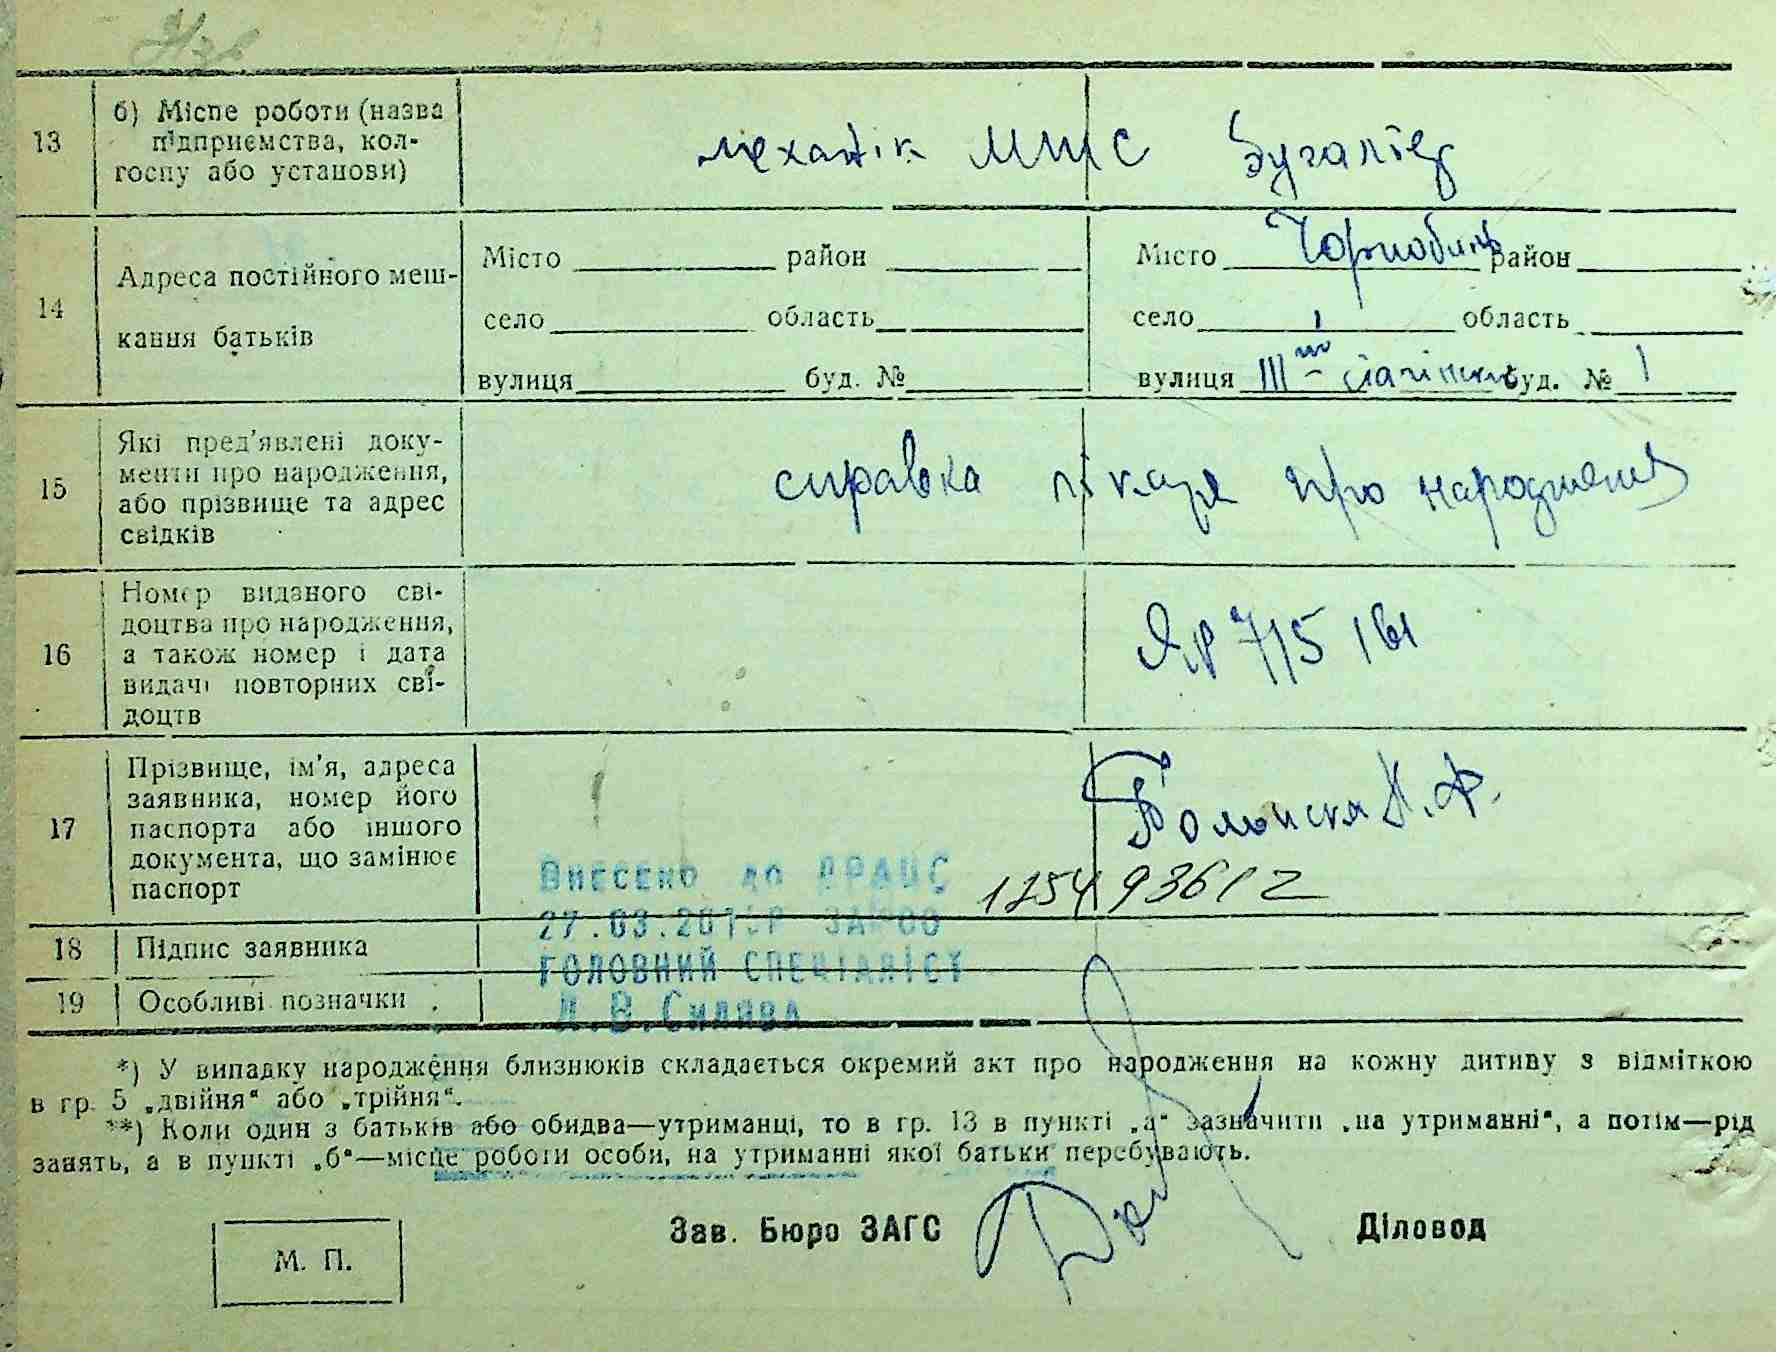 13
б) Місце роботи (назва
підприємства, кол-
госпу або установи)
механік МТС
Бугалтер
14
Адреса постійного меш-
кання батьків
Місто район
село область
вулиця буд. №
Місто Чорнобиль район
село область
вулиця ІІІ буд. № 1
15
Які пред'явлені доку-
менти про народження,
або прізвище та адрес
свідків
справка лікаря про народження
16
Номер виданого сві-
доцтва про народження,
а також номер і дата
видачі повторних сві-
доцтв
ЯР 715161
17
Прізвище, ім'я, адреса
заявника, номер його
паспорта або іншого
документа, що замінює
паспорт
12549361 2
Внесено до ДРАЦС
18
Підпис заявника
19
Особливі позначки
ГОЛОВНИЙ СПЕЦІАЛІСТ
*) У випадку народження близнюків складається окремий акт про народження на кожну дитину з відміткою
в гр. 5 „двійня“ або „трійня“.
**) Коли один з батьків або обидва—утриманці, то в гр. 13 в пункті „а“ зазначити „на утриманні“, а потім—рід
занять, а в пункті „б“—місце роботи особи, на утриманні якої батьки перебувають.
М. П.
Зав. Бюро ЗАГС
Діловод